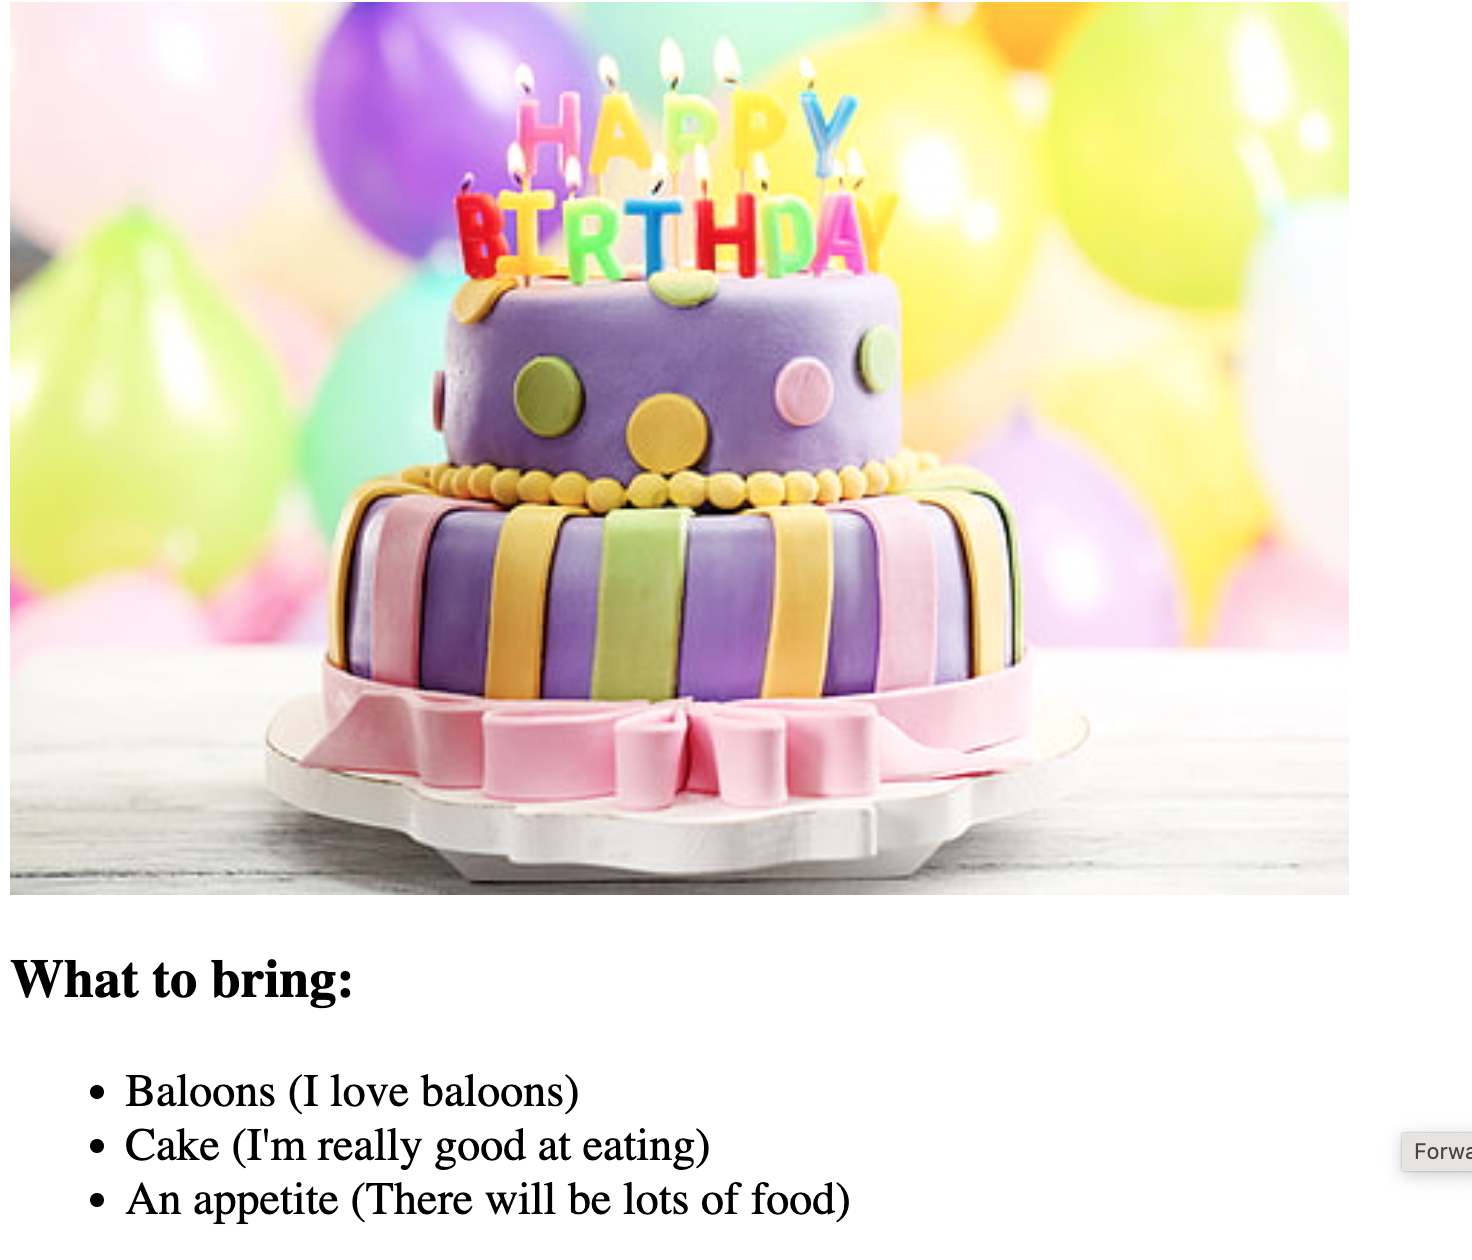 HAPPY
BIRTHDAY
What to bring:
Baloons (I love baloons)
Cake (I'm really good at eating)
An appetite (There will be lots of food)
Forwa